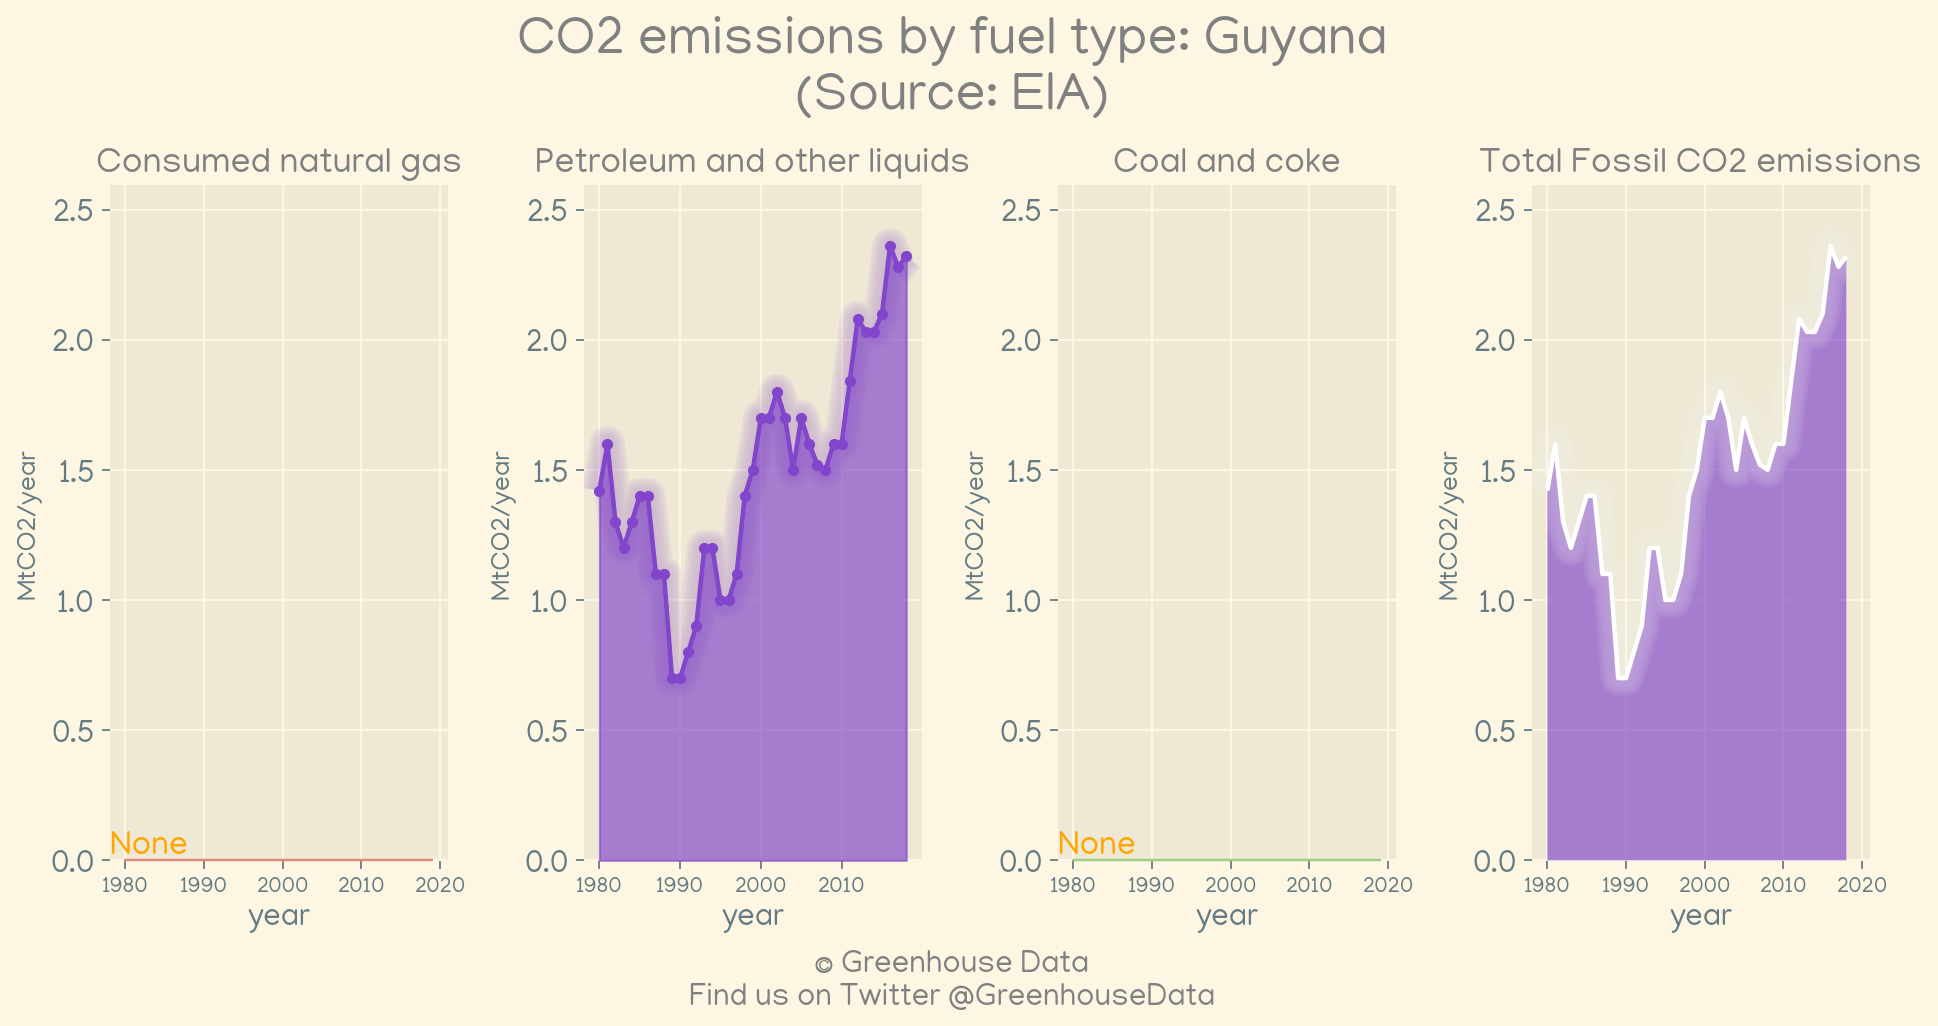 CO2 emissions by fuel type: Guyana
(Source: EIA)
Consumed natural gas
Petroleum and other liquids
Coal and coke
Total Fossil CO2 emissions
2.5
2.0
1.5
1.0
0.5
0.0
MtCO2/year
None
1980 1990 2000 2010 2020
year
2.5
2.0
1.5
1.0
0.5
0.0
MtCO2/year
1980 1990 2000 2010
year
2.5
2.0
1.5
1.0
0.5
0.0
MtCO2/year
None
1980 1990 2000 2010 2020
year
2.5
2.0
1.5
1.0
0.5
0.0
MtCO2/year
1980 1990 2000 2010 2020
year
© Greenhouse Data
Find us on Twitter @GreenhouseData